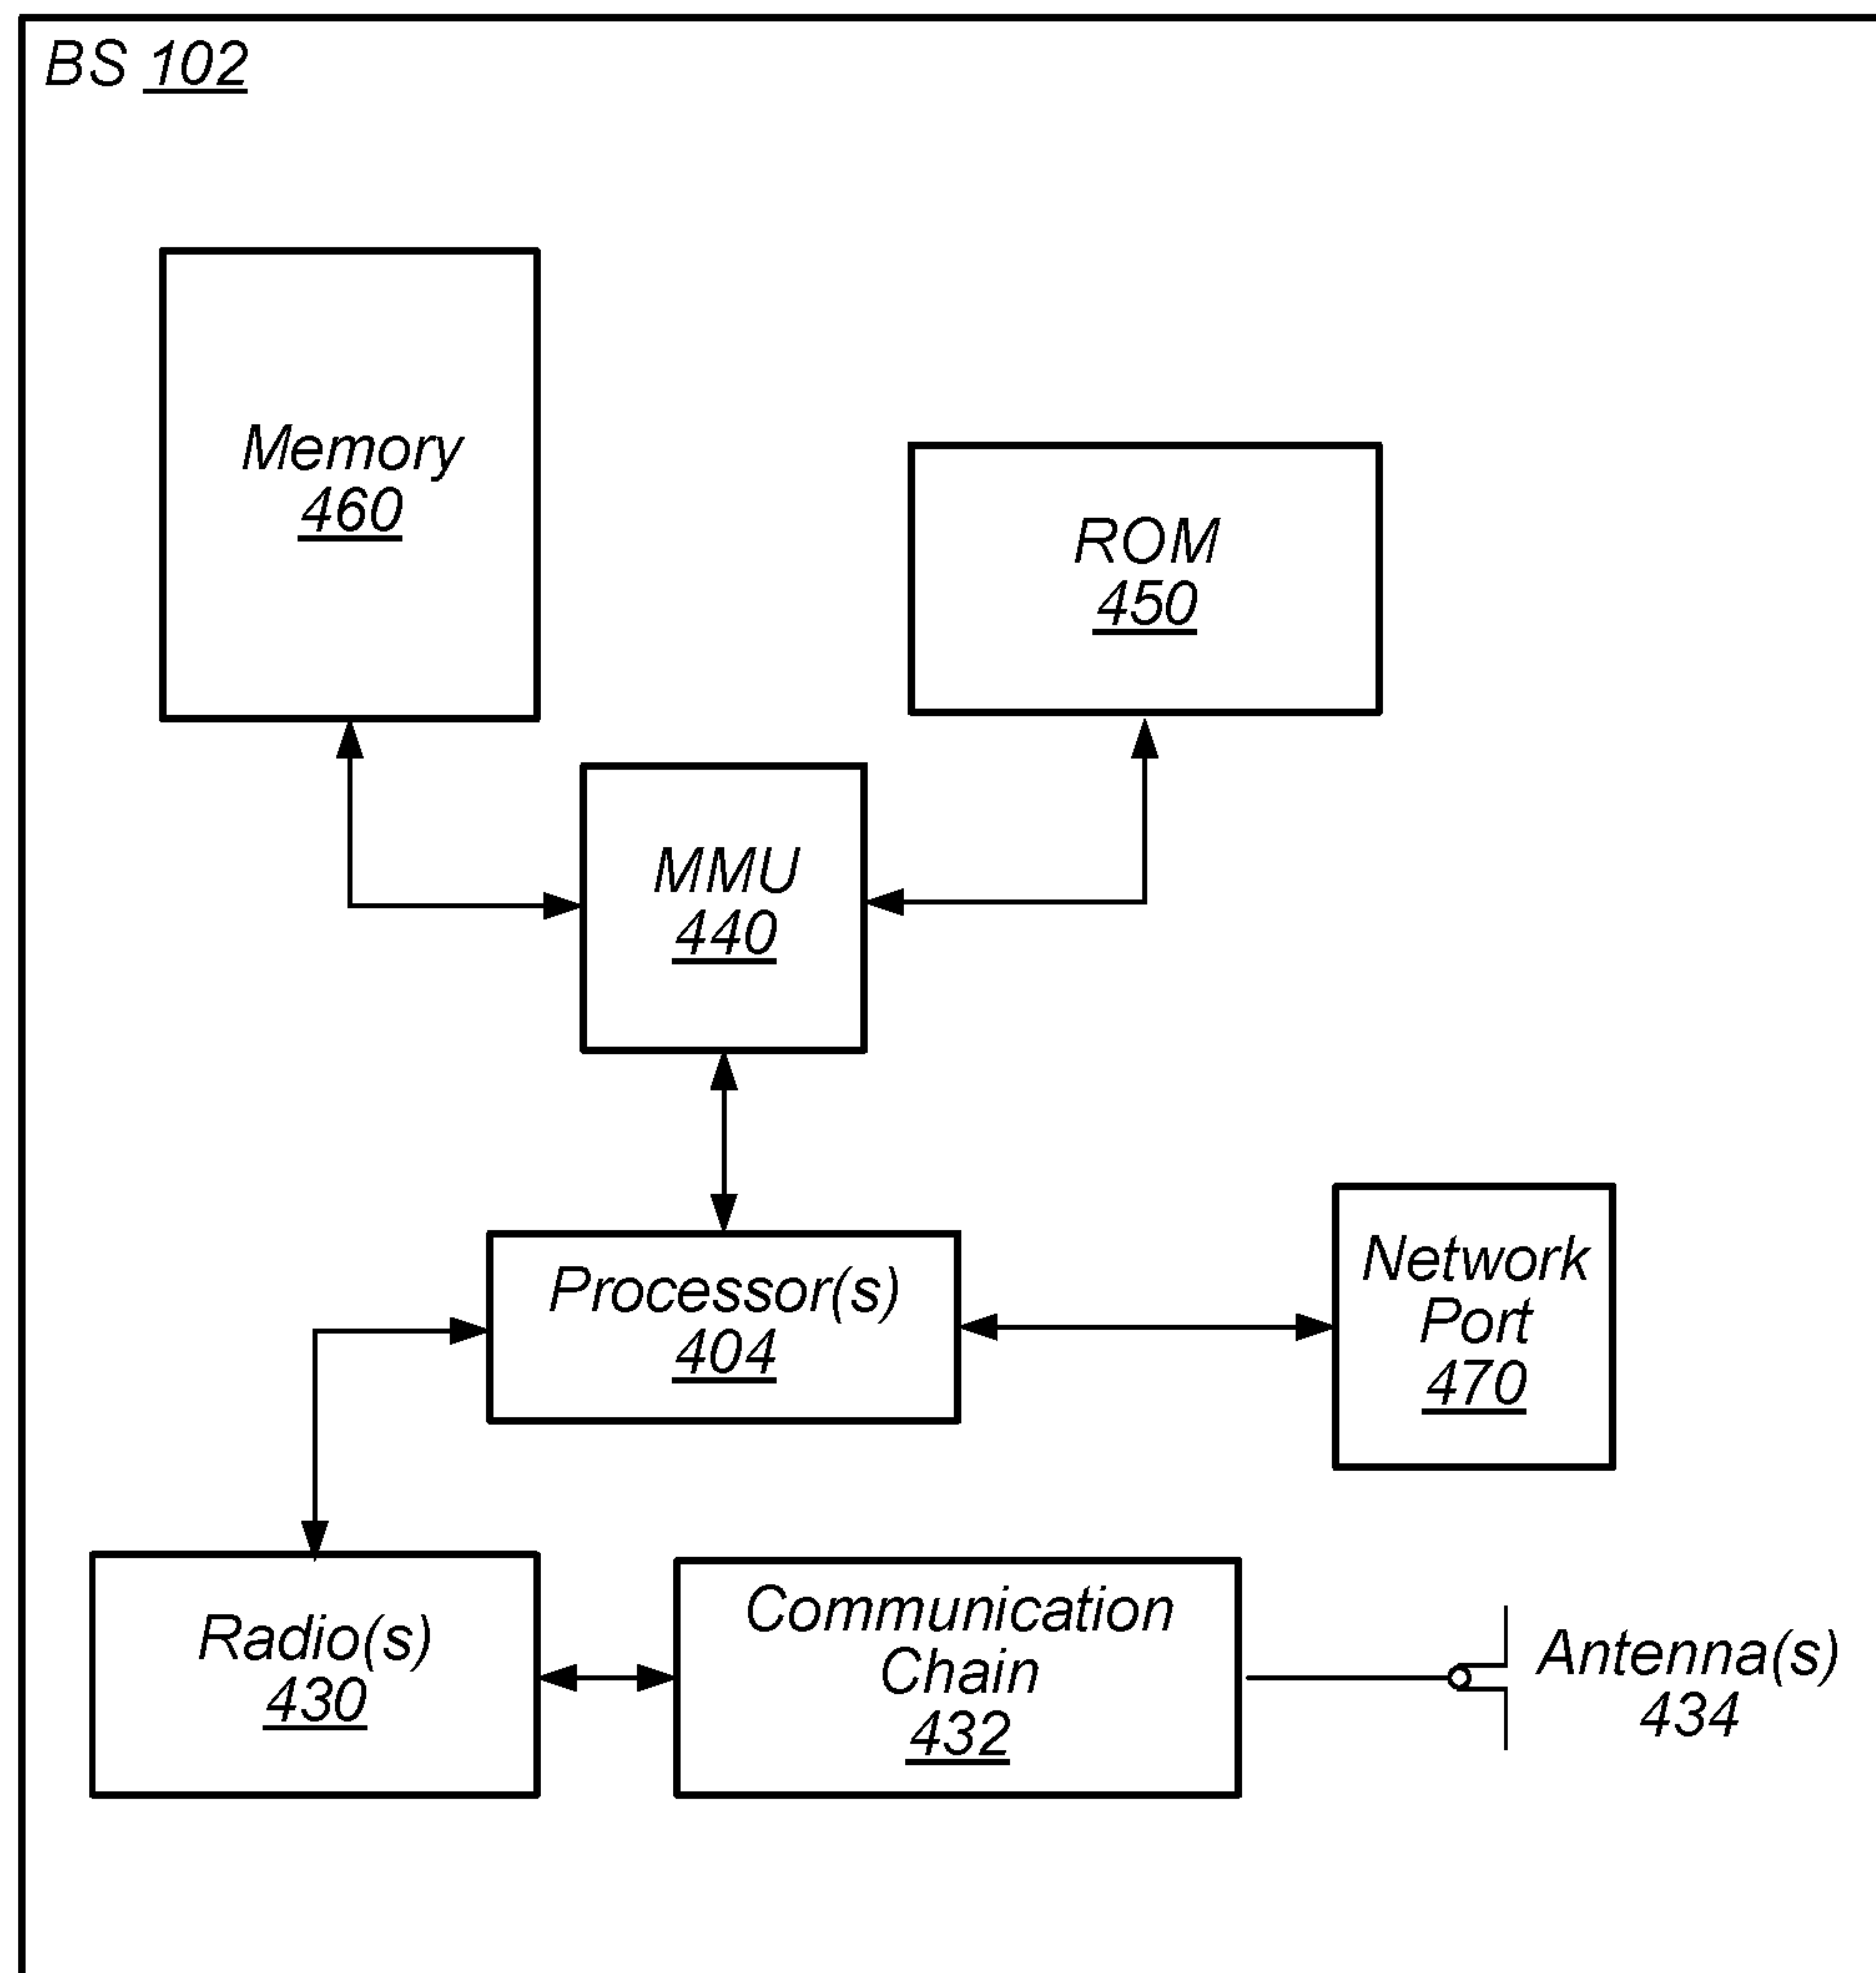 BS 102
Memory
460
ROM
450
MMU
440
Processor(s)
404
Network
Port
470
Radio(s)
430
Communication
Chain
432
Antenna(s)
434